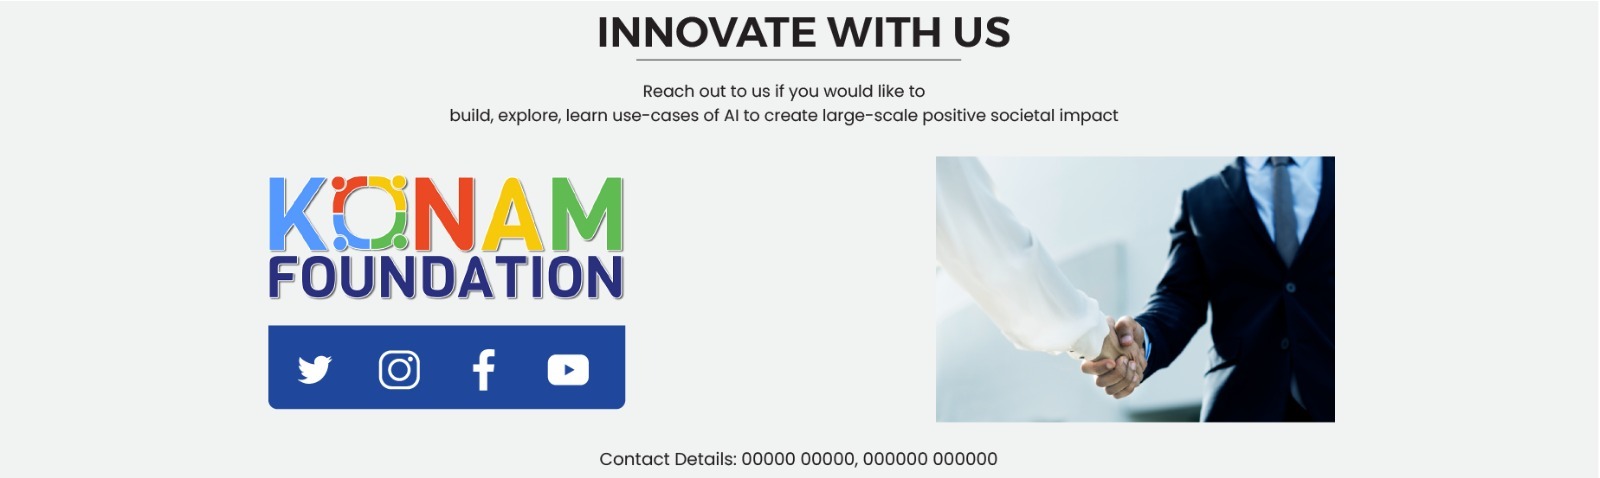 INNOVATE WITH US
Reach out to us if you would like to
build, explore, learn use-cases of AI to create large-scale positive societal impact
KONAM
FOUNDATION
Contact Details: 00000 00000, 000000 000000